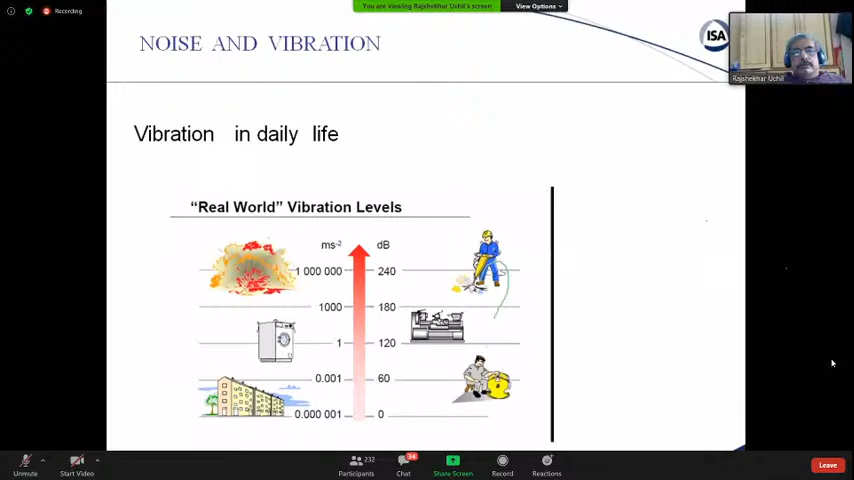 Recording
You are viewing Rajshekhar Uchil's screen
View Options
NOISE AND VIBRATION
ISA
Rajshekhar Uchil
Vibration in daily life
“Real World” Vibration Levels
ms-2 dB
1 000 000 240
1000 180
1 120
0.001 60
0.000 001 0
Unmute
Start Video
232
Participants
34
Chat
Share Screen
Record
Reactions
Leave